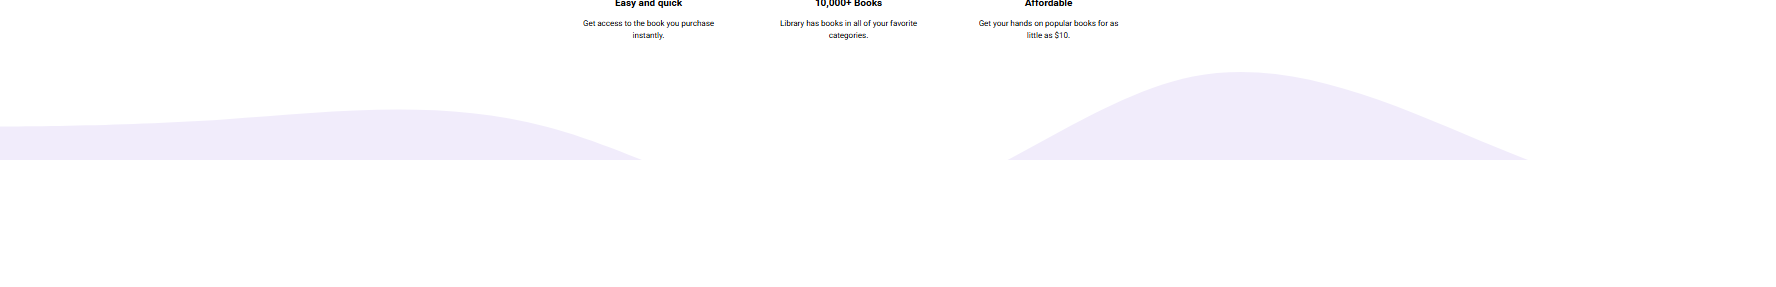 Easy and quick
Get access to the book you purchase
instantly.
10,000+ Books
Library has books in all of your favorite
categories.
Affordable
Get your hands on popular books for as
little as $10.